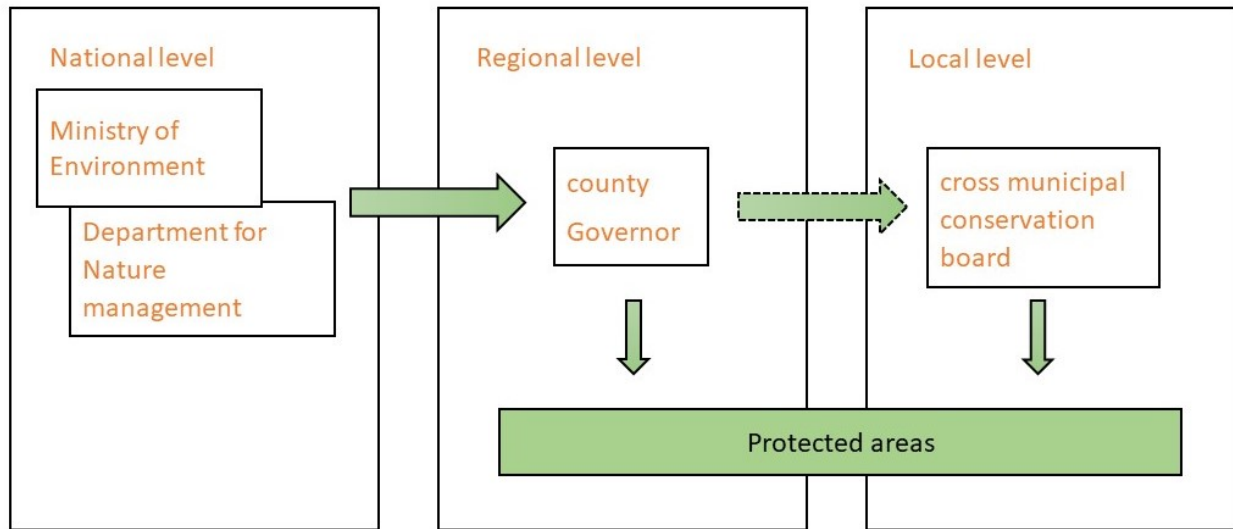 National level
Ministry of
Environment
Department for
Nature
management
Regional level
county
Governor
Local level
cross municipal
conservation
board
Protected areas